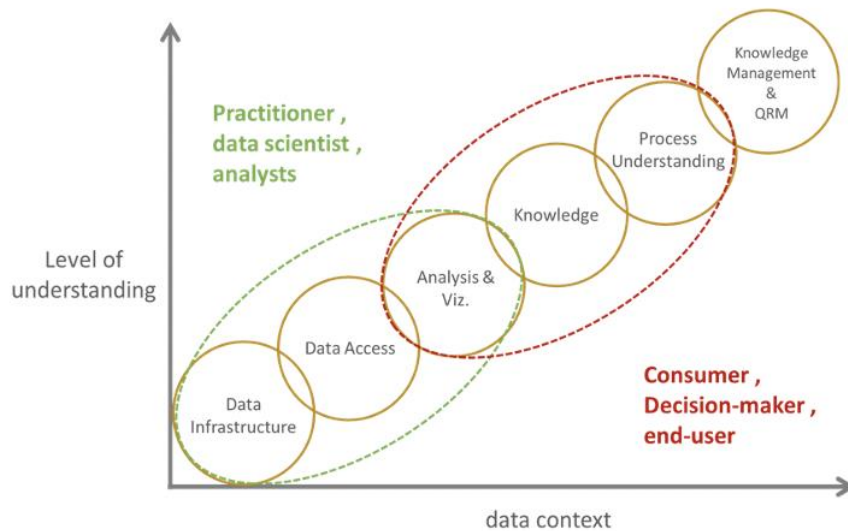 Knowledge
Management
&
QRM
Practitioner ,
data scientist ,
analysts
Process
Understanding
Knowledge
Level of
understanding
Analysis &
Viz.
Data Access
Consumer ,
Decision-maker ,
end-user
Data
Infrastructure
data context